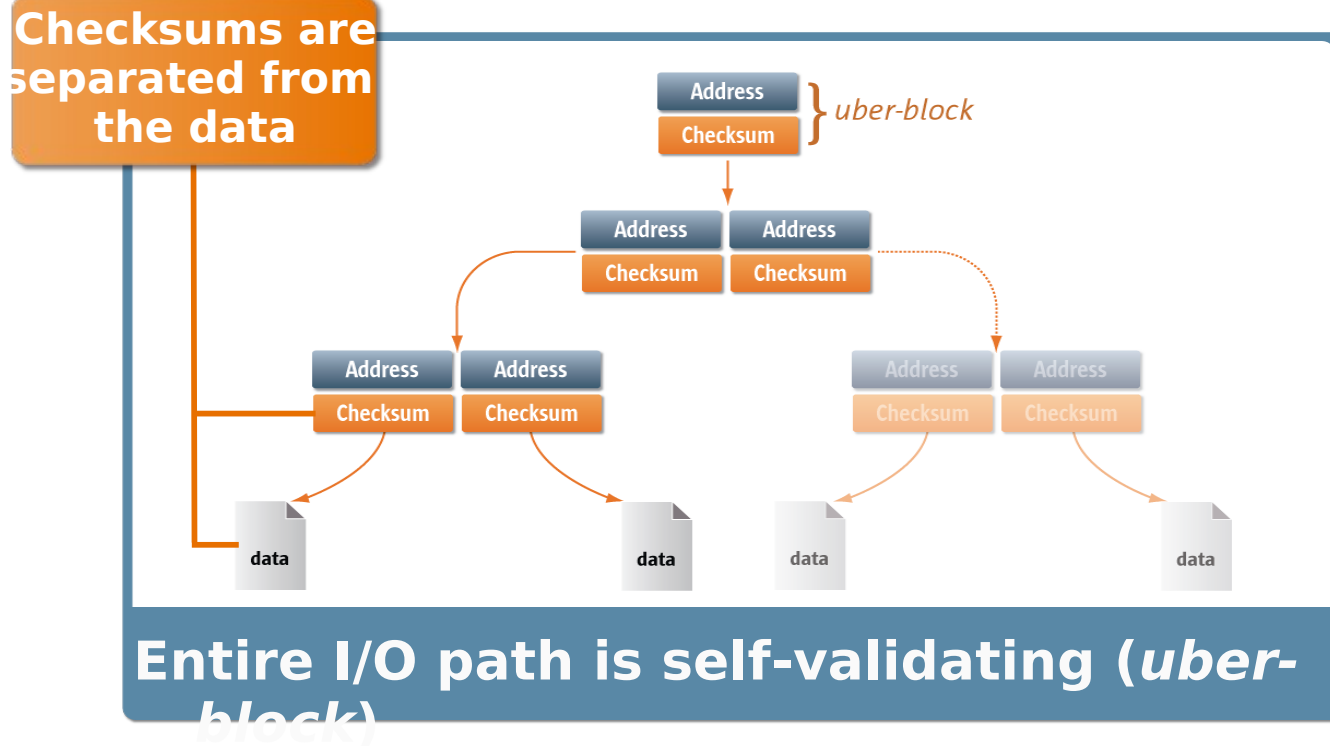 Checksums are
separated from
the data
Address
Checksum
uber-block
Address Address
Checksum Checksum
Address Address Address Address
Checksum Checksum Checksum Checksum
data data data data
Entire I/O path is self-validating (uber-
block)